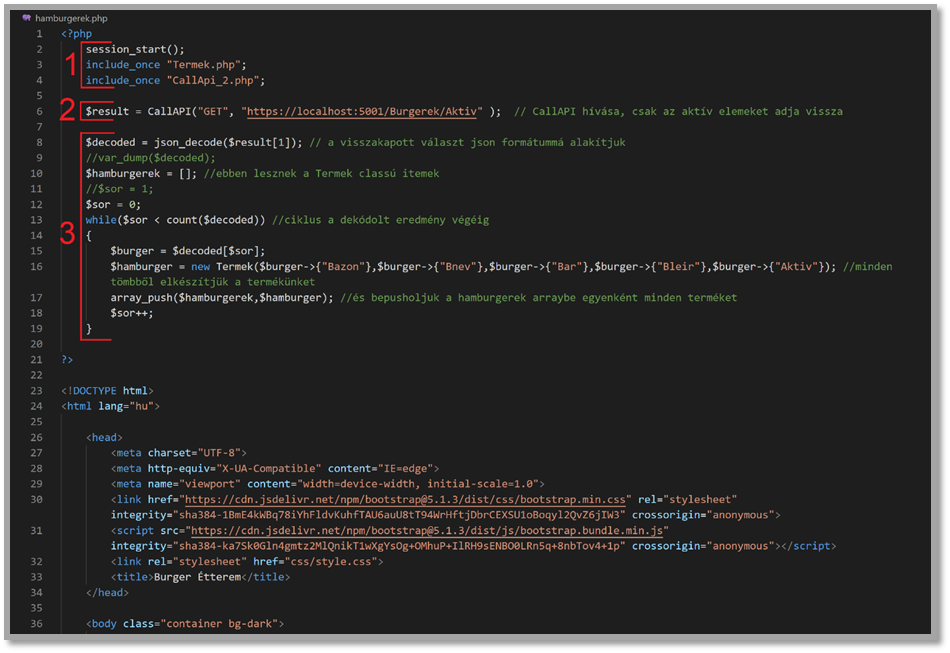 hamburgerek.php
1 <?php
2 session_start();
3 include_once "Termek.php";
4 include_once "CallApi_2.php";
5
6 $result = CallAPI("GET", "https://localhost:5001/Burgerek/Aktiv" ); // CallAPI hívása, csak az aktív elemeket adja vissza
7
8 $decoded = json_decode($result[1]); // a visszakapott választ json formátummá alakítjuk
9 //var_dump($decoded);
10 $hamburgerek = []; //ebben lesznek a Termek classú itemek
11 //$sor = 1;
12 $sor = 0;
13 while($sor < count($decoded)) //ciklus a dekódolt eredmény végéig
14 {
15 $burger = $decoded[$sor];
16 $hamburger = new Termek($burger->{"Bazon"},$burger->{"Bnev"},$burger->{"Bar"},$burger->{"Bleir"},$burger->{"Aktiv"}); //minden
tömbből elkészítjük a termékünket
17 array_push($hamburgerek,$hamburger); //és bepusholjuk a hamburgerek arraybe egyenként minden terméket
18 $sor++;
19 }
20
21 ?>
22
23 <!DOCTYPE html>
24 <html lang="hu">
25
26 <head>
27 <meta charset="UTF-8">
28 <meta http-equiv="X-UA-Compatible" content="IE=edge">
29 <meta name="viewport" content="width=device-width, initial-scale=1.0">
30 <link href="https://cdn.jsdelivr.net/npm/bootstrap@5.1.3/dist/css/bootstrap.min.css" rel="stylesheet"
integrity="sha384-1BmE4kWBq78iYhFldvKuhfTAU6auU8tT94WrHftjDbrCEXSU1oBoqyl2QvZ6jIW3" crossorigin="anonymous">
31 <script src="https://cdn.jsdelivr.net/npm/bootstrap@5.1.3/dist/js/bootstrap.bundle.min.js"
integrity="sha384-ka7Sk0Gln4gmtz2MlQnikT1wXgYsOg+OMhuP+IlRH9sENBO0LRn5q+8nbTov4+1p" crossorigin="anonymous"></script>
32 <link rel="stylesheet" href="css/style.css">
33 <title>Burger Étterem</title>
34 </head>
35
36 <body class="container bg-dark">
1
2
3